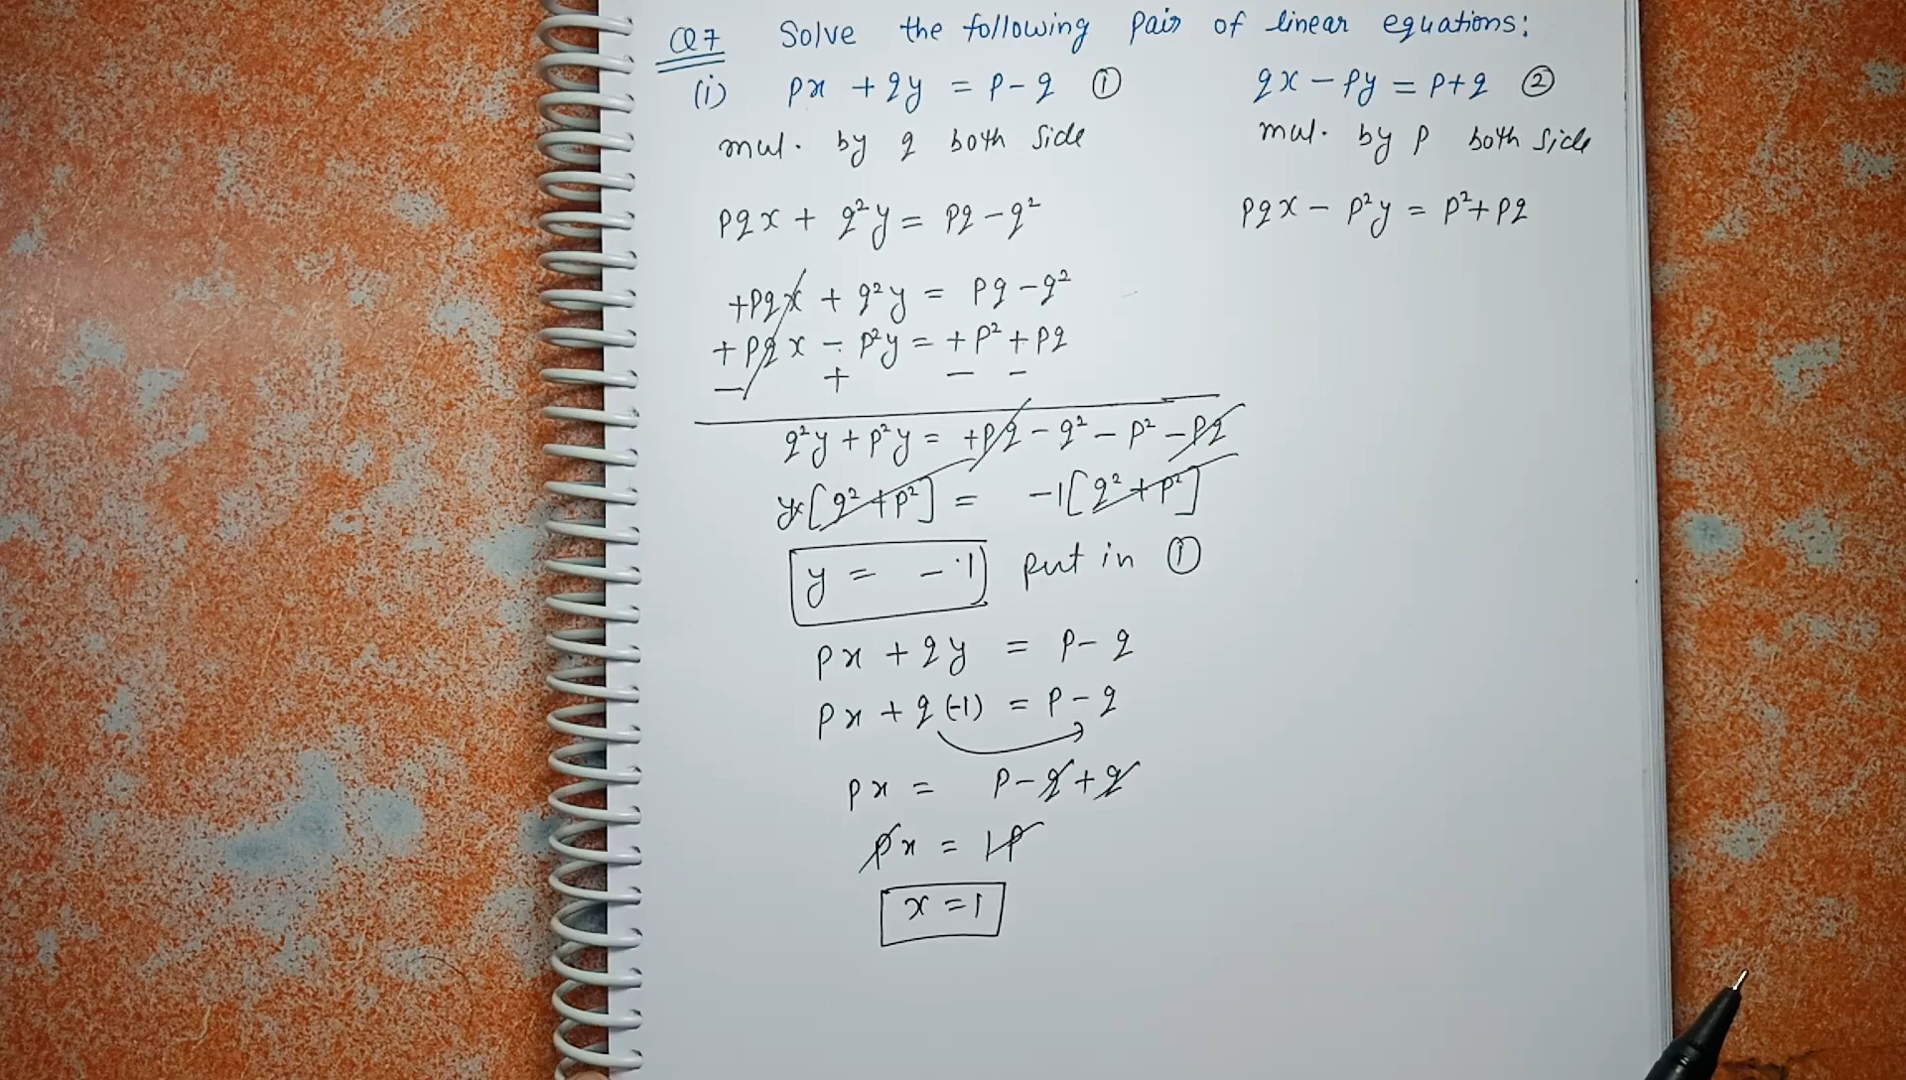 Q7 Solve the following pair of linear equations:
(i) px + qy = p - q ① qx - py = p + q ②
mul. by q both side mul. by p both side
pqx + q²y = pq - q² pqx - p²y = p² + pq
+pqx + q²y = pq - q²
+pqx - p²y = +p² + pq
- + - -
q²y + p²y = +pq - q² - p² - pq
y×[q² + p²] = -1[q² + p²]
y = -1 put in ①
px + qy = p - q
px + q(-1) = p - q
px = p - q + q
px = 1p
x = 1